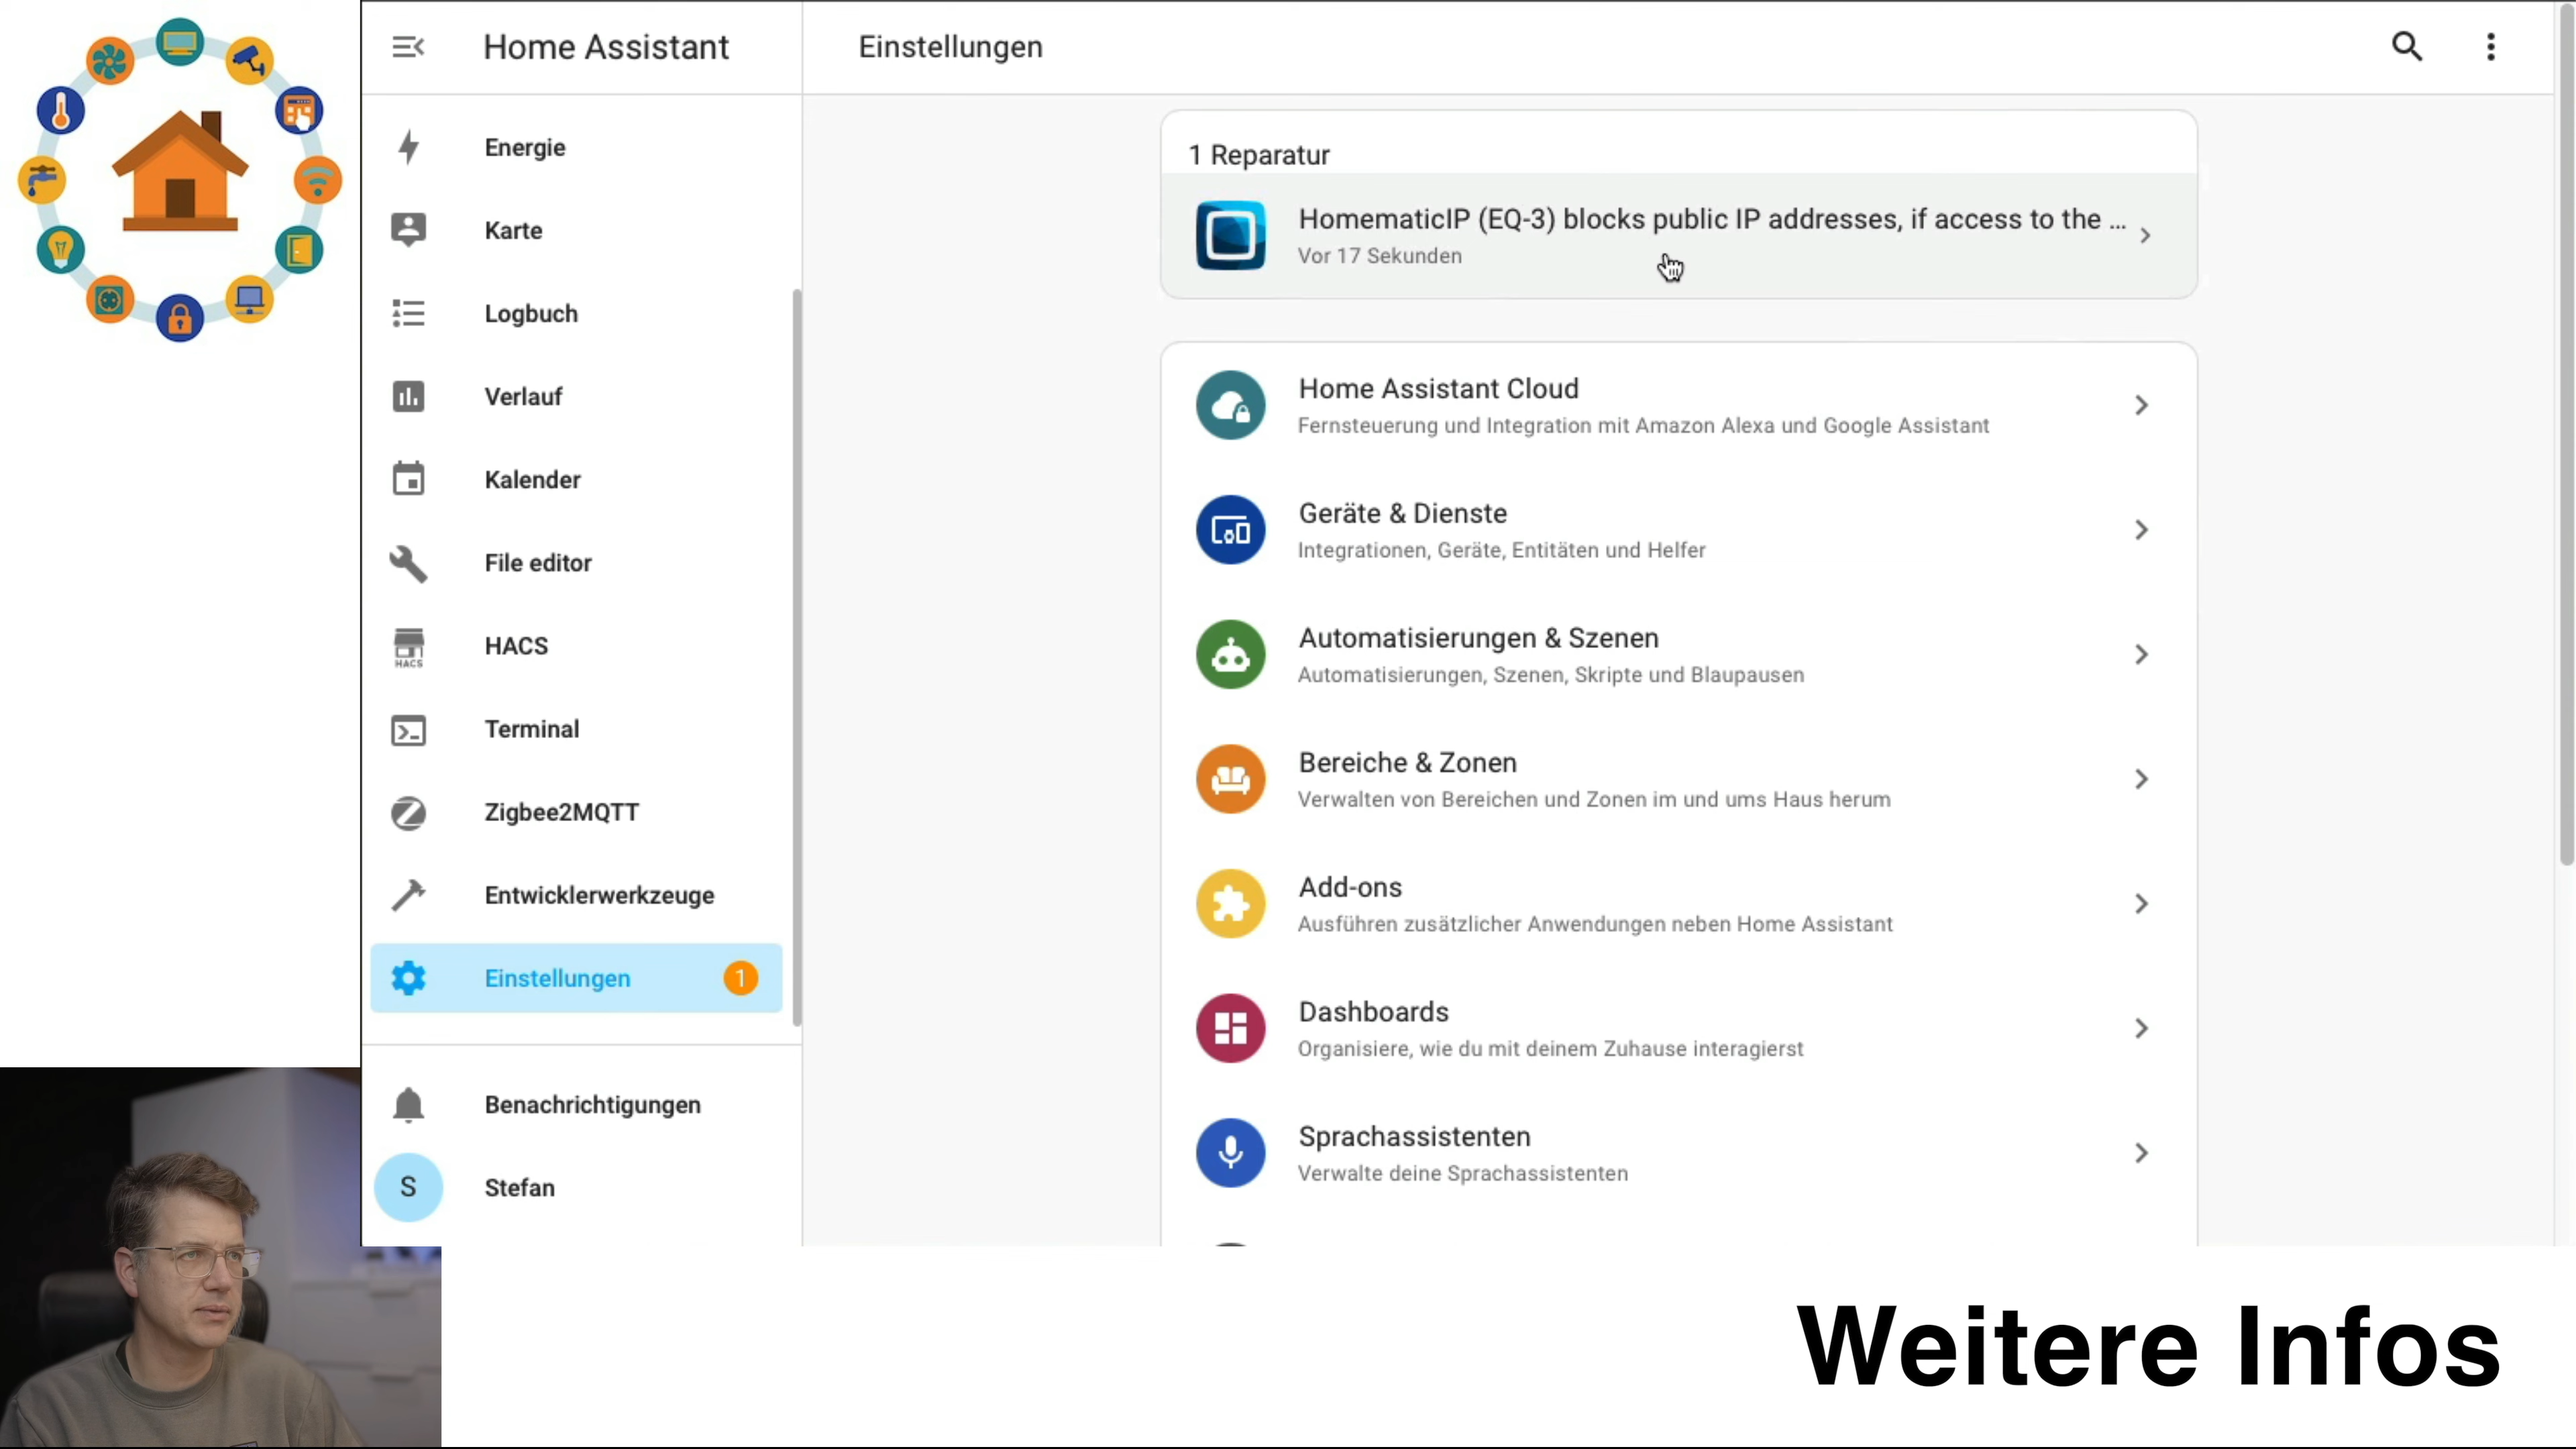 Home Assistant
Einstellungen
Energie
Karte
Logbuch
Verlauf
Kalender
File editor
HACS
HACS
Terminal
Zigbee2MQTT
Entwicklerwerkzeuge
Einstellungen
1
Benachrichtigungen
S
Stefan
1 Reparatur
HomematicIP (EQ-3) blocks public IP addresses, if access to the ...
Vor 17 Sekunden
Home Assistant Cloud
Fernsteuerung und Integration mit Amazon Alexa und Google Assistant
Geräte & Dienste
Integrationen, Geräte, Entitäten und Helfer
Automatisierungen & Szenen
Automatisierungen, Szenen, Skripte und Blaupausen
Bereiche & Zonen
Verwalten von Bereichen und Zonen im und ums Haus herum
Add-ons
Ausführen zusätzlicher Anwendungen neben Home Assistant
Dashboards
Organisiere, wie du mit deinem Zuhause interagierst
Sprachassistenten
Verwalte deine Sprachassistenten
Weitere Infos